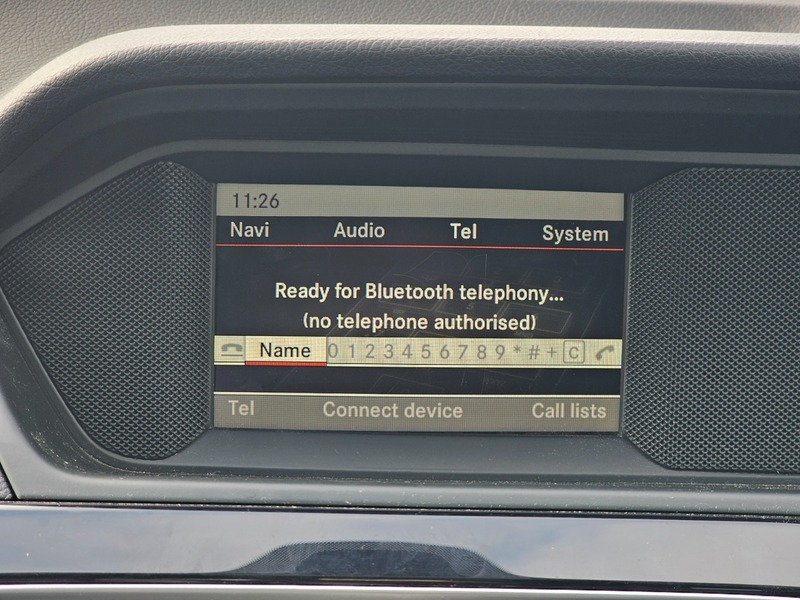 11:26
Navi Audio Tel System
Ready for Bluetooth telephony...
(no telephone authorised)
Name 0 1 2 3 4 5 6 7 8 9 * # + C
Tel Connect device Call lists